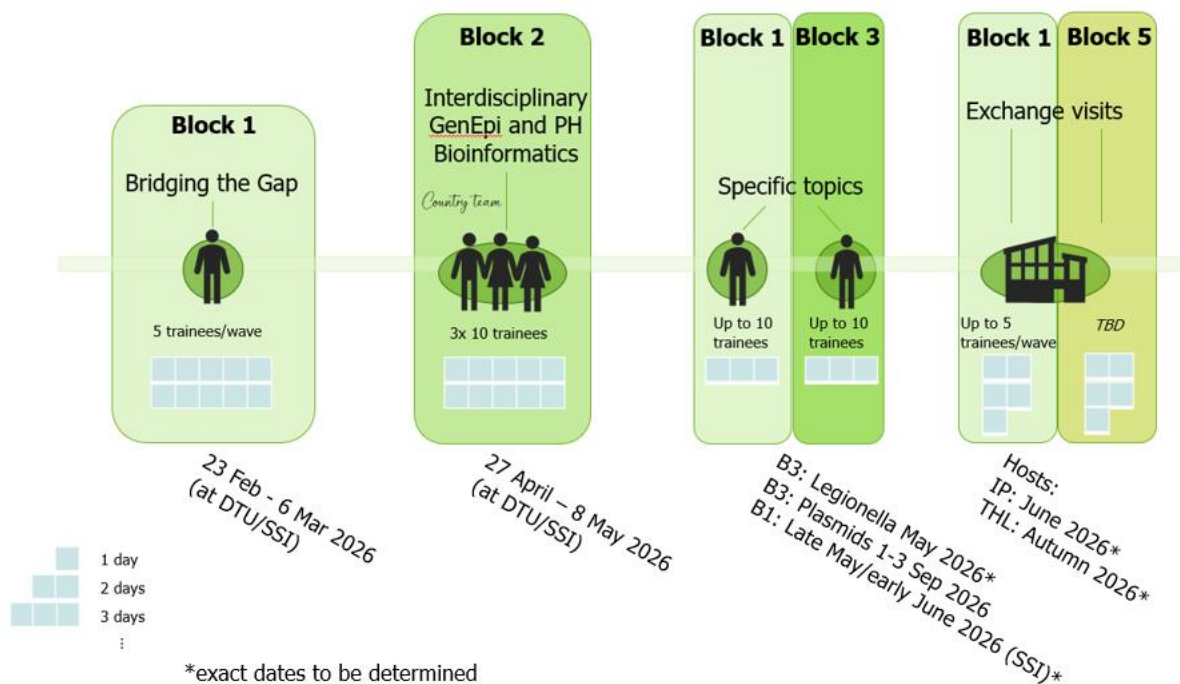 Block 1
Bridging the Gap
5 trainees/wave
23 Feb - 6 Mar 2026
(at DTU/SSI)
Block 2
Interdisciplinary
GenEpi and PH
Bioinformatics
Country team
3x 10 trainees
27 April – 8 May 2026
(at DTU/SSI)
Block 1
Block 3
Specific topics
Up to 10
trainees
Up to 10
trainees
B3: Legionella May 2026*
B3: Plasmids 1-3 Sep 2026
B1: Late May/early June 2026 (SSI)*
Block 1
Block 5
Exchange visits
Up to 5
trainees/wave
TBD
Hosts:
IP: June 2026*
THL: Autumn 2026*
1 day
2 days
3 days
⋮
*exact dates to be determined